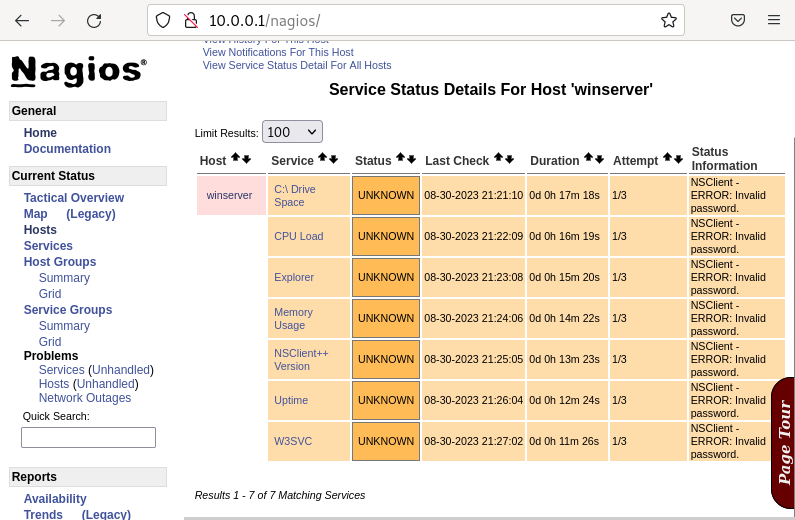 10.0.0.1/nagios/
View History For This Host
View Notifications For This Host
View Service Status Detail For All Hosts
Nagios®
General
Home
Documentation
Current Status
Tactical Overview
Map (Legacy)
Hosts
Services
Host Groups
Summary
Grid
Service Groups
Summary
Grid
Problems
Services (Unhandled)
Hosts (Unhandled)
Network Outages
Quick Search:
Reports
Availability
Trends (Legacy)
Service Status Details For Host 'winserver'
Limit Results: 100
Host Service Status Last Check Duration Attempt Status
Information
winserver C:\ Drive
Space UNKNOWN 08-30-2023 21:21:10 0d 0h 17m 18s 1/3 NSClient -
ERROR: Invalid
password.
CPU Load UNKNOWN 08-30-2023 21:22:09 0d 0h 16m 19s 1/3 NSClient -
ERROR: Invalid
password.
Explorer UNKNOWN 08-30-2023 21:23:08 0d 0h 15m 20s 1/3 NSClient -
ERROR: Invalid
password.
Memory
Usage UNKNOWN 08-30-2023 21:24:06 0d 0h 14m 22s 1/3 NSClient -
ERROR: Invalid
password.
NSClient++
Version UNKNOWN 08-30-2023 21:25:05 0d 0h 13m 23s 1/3 NSClient -
ERROR: Invalid
password.
Uptime UNKNOWN 08-30-2023 21:26:04 0d 0h 12m 24s 1/3 NSClient -
ERROR: Invalid
password.
W3SVC UNKNOWN 08-30-2023 21:27:02 0d 0h 11m 26s 1/3 NSClient -
ERROR: Invalid
password.
Results 1 - 7 of 7 Matching Services
Page Tour